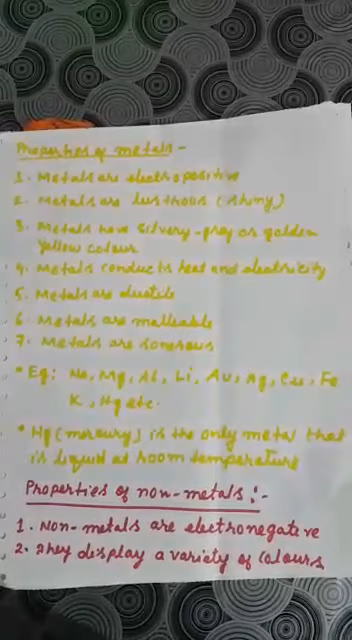 Properties of metals -
1. Metals are electropositive
2. Metals are lusthous (shiny)
3. Metals have silvery-grey or golden
yellow colour
4. Metals conducts heat and electricity
5. Metals are ductile
6. Metals are malleable
7. Metals are sonorous
• Eg: Na, Mg, Al, Li, Au, Ag, Cu, Fe
K, Hg etc.
• Hg (mercury) is the only metal that
is liquid at room temperature
Properties of non-metals :-
1. Non-metals are electronegative
2. They display a variety of colours